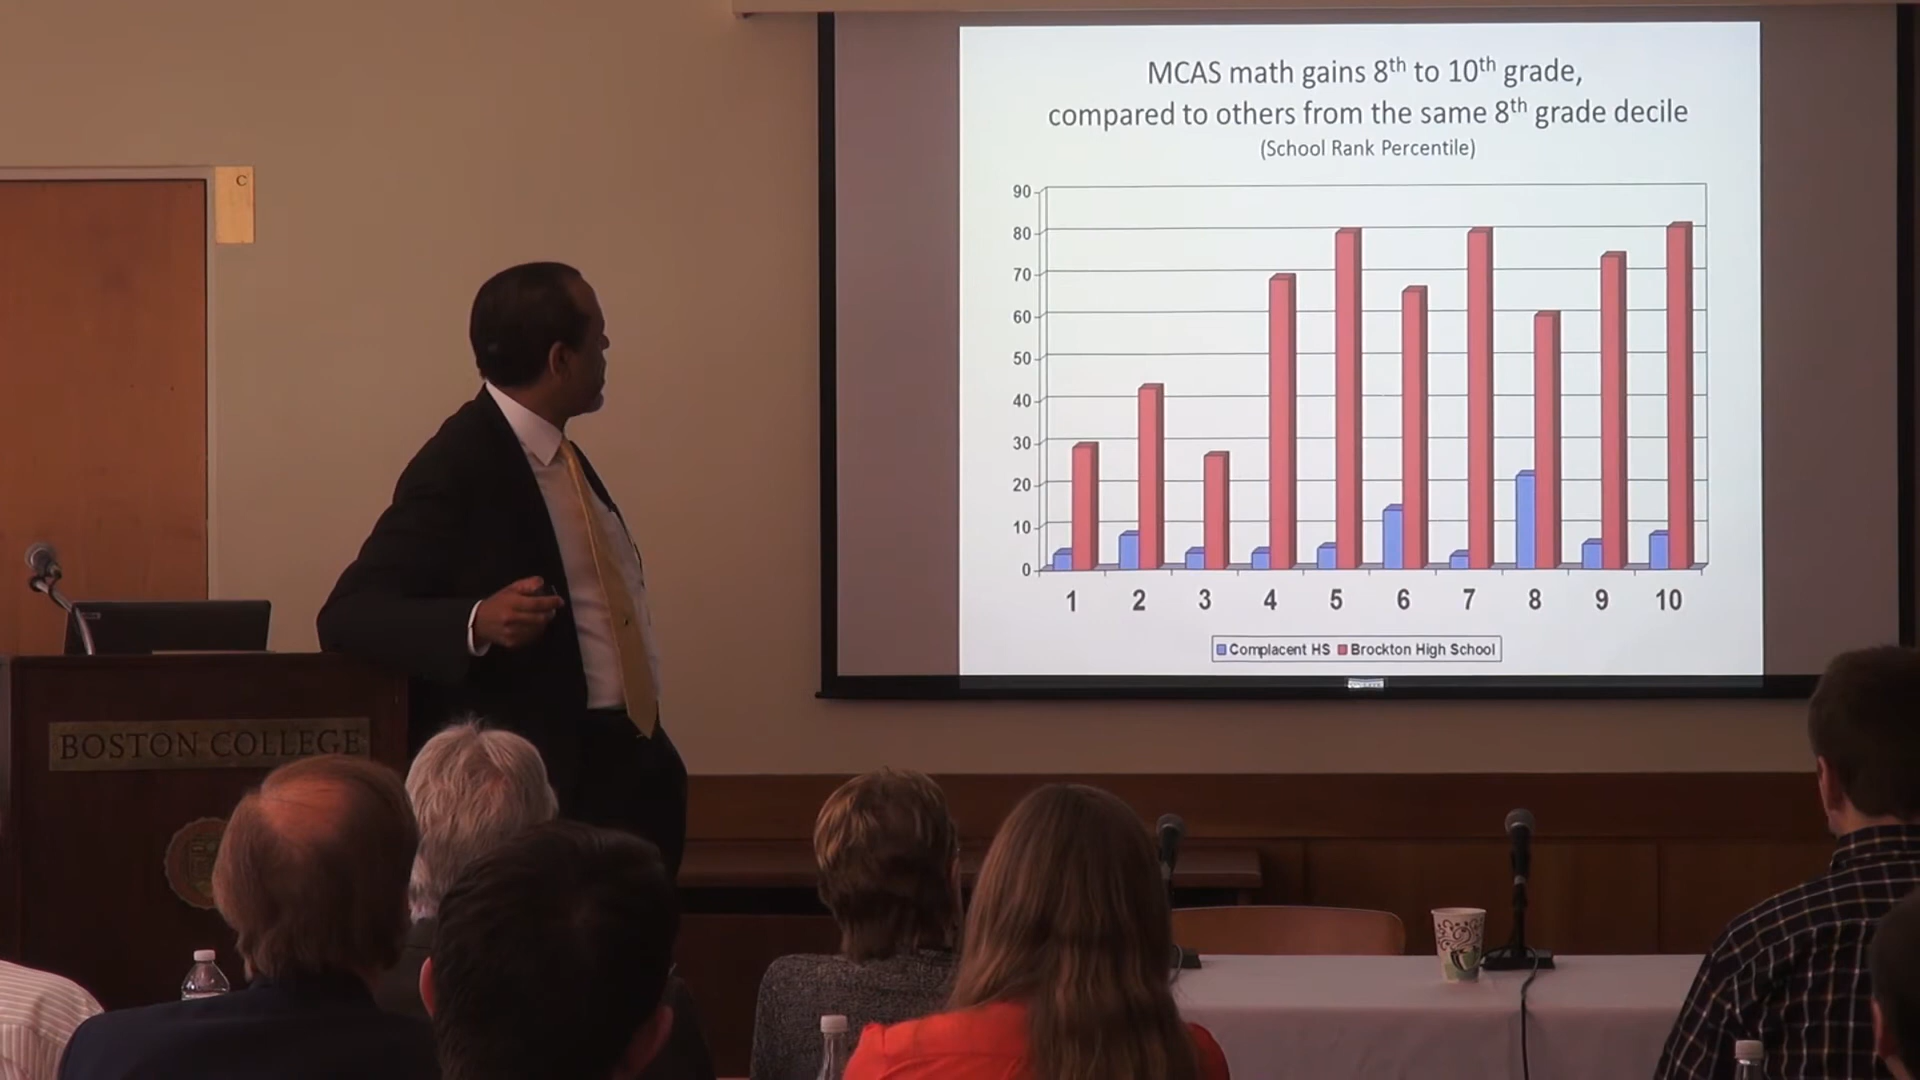 MCAS math gains 8th to 10th grade,
compared to others from the same 8th grade decile
(School Rank Percentile)
90
80
70
60
50
40
30
20
10
0
1 2 3 4 5 6 7 8 9 10
Complacent HS Brockton High School
C
BOSTON COLLEGE